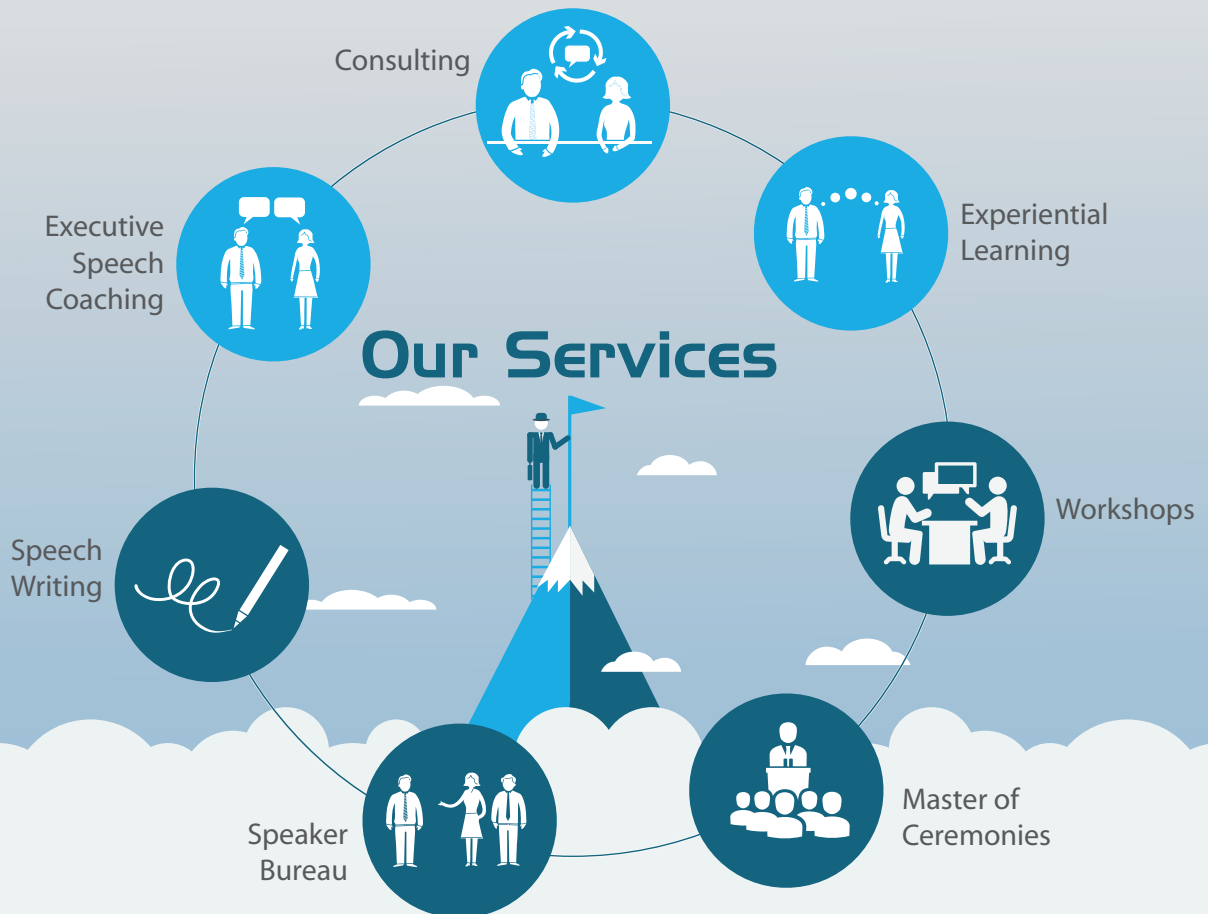 Consulting
Experiential
Learning
Executive
Speech
Coaching
Our Services
Workshops
Speech
Writing
Master of
Ceremonies
Speaker
Bureau